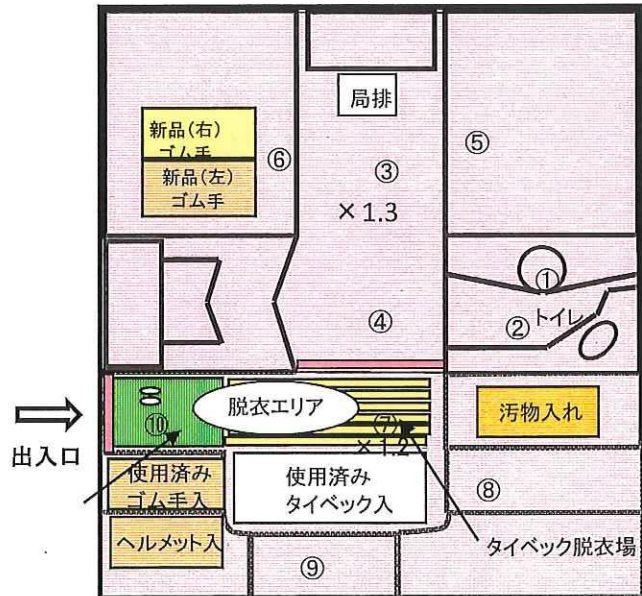 局排
新品(右)
ゴム手
新品(左)
ゴム手
⑥
③
⑤
×1.3
①
④
②
トイレ
出入口
⑩
脱衣エリア
⑦
×1.2
汚物入れ
使用済み
ゴム手入
使用済み
タイベック入
⑧
ヘルメット入
⑨
タイベック脱衣場